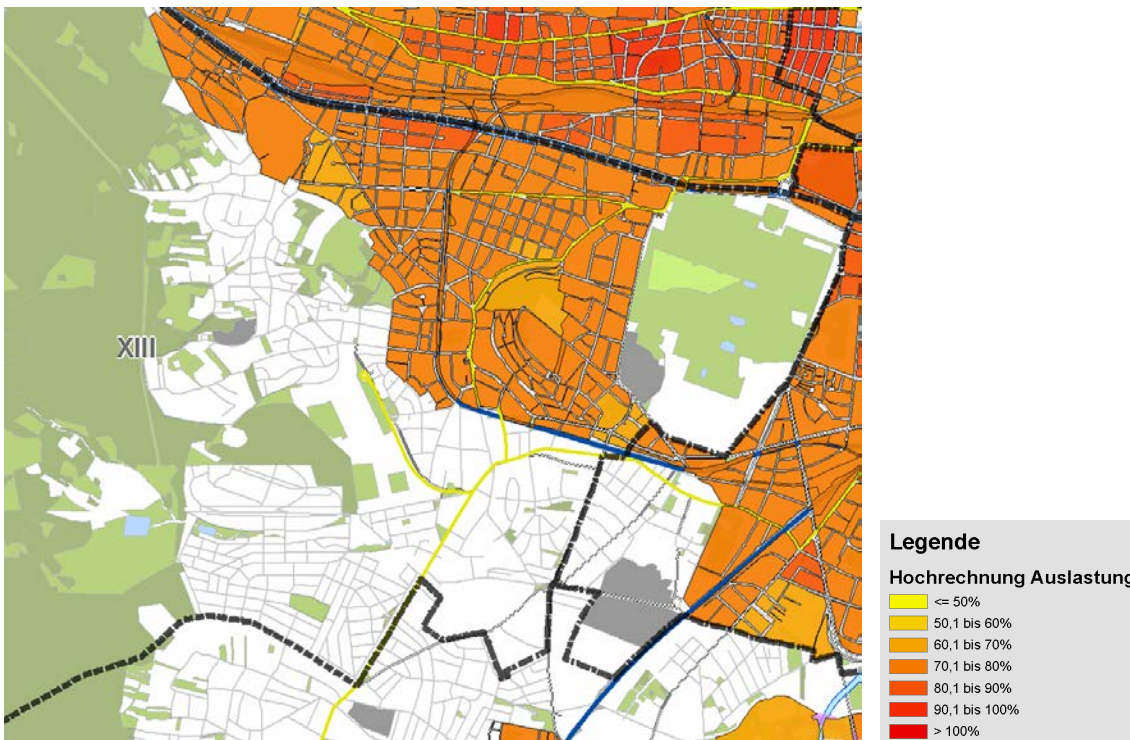 XIII
Legende
Hochrechnung Auslastung
<= 50%
50,1 bis 60%
60,1 bis 70%
70,1 bis 80%
80,1 bis 90%
90,1 bis 100%
> 100%